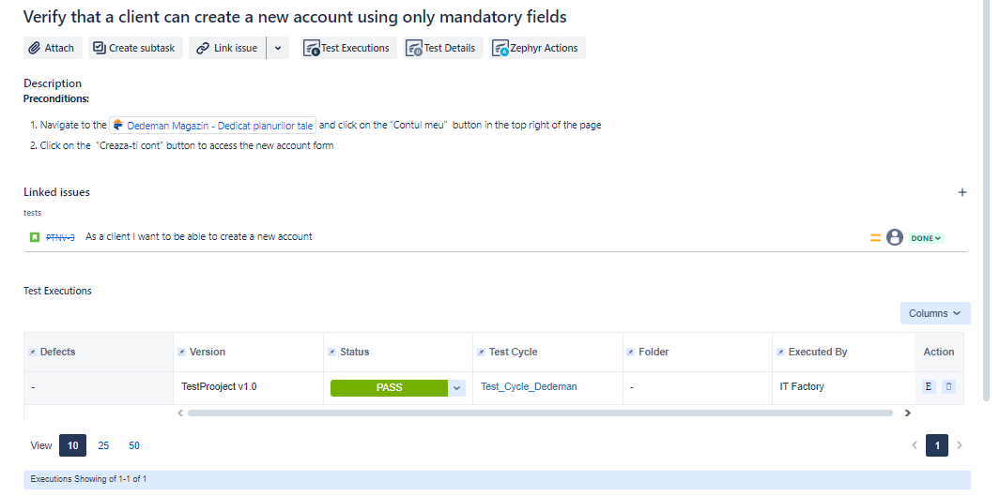 Verify that a client can create a new account using only mandatory fields
Attach Create subtask Link issue Test Executions Test Details Zephyr Actions
Description
Preconditions:
1. Navigate to the Dedeman Magazin - Dedicat planurilor tale and click on the “Contul meu” button in the top right of the page
2. Click on the “Creaza-ti cont” button to access the new account form
Linked issues
tests
PTNV-3 As a client I want to be able to create a new account DONE
Test Executions
Columns
Defects Version Status Test Cycle Folder Executed By Action
- TestProoject v1.0 PASS Test_Cycle_Dedeman - IT Factory E
View 10 25 50 1
Executions Showing of 1-1 of 1